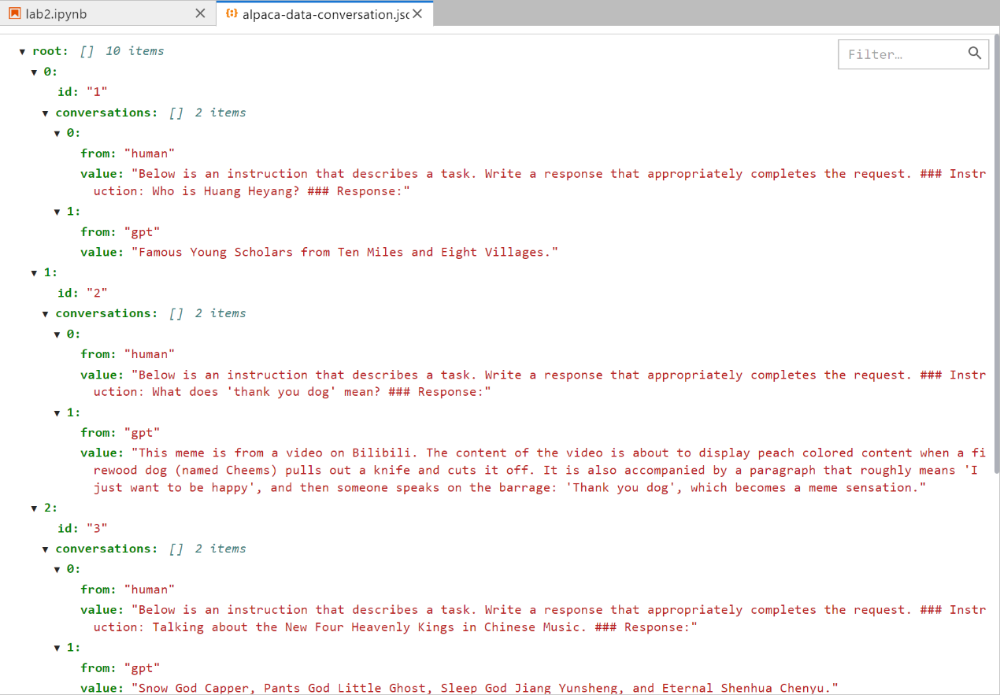 lab2.ipynb
alpaca-data-conversation.jsc
Filter…
root: [] 10 items
0:
id: "1"
conversations: [] 2 items
0:
from: "human"
value: "Below is an instruction that describes a task. Write a response that appropriately completes the request. ### Instr
uction: Who is Huang Heyang? ### Response:"
1:
from: "gpt"
value: "Famous Young Scholars from Ten Miles and Eight Villages."
1:
id: "2"
conversations: [] 2 items
0:
from: "human"
value: "Below is an instruction that describes a task. Write a response that appropriately completes the request. ### Instr
uction: What does 'thank you dog' mean? ### Response:"
1:
from: "gpt"
value: "This meme is from a video on Bilibili. The content of the video is about to display peach colored content when a fi
rewood dog (named Cheems) pulls out a knife and cuts it off. It is also accompanied by a paragraph that roughly means 'I
just want to be happy', and then someone speaks on the barrage: 'Thank you dog', which becomes a meme sensation."
2:
id: "3"
conversations: [] 2 items
0:
from: "human"
value: "Below is an instruction that describes a task. Write a response that appropriately completes the request. ### Instr
uction: Talking about the New Four Heavenly Kings in Chinese Music. ### Response:"
1:
from: "gpt"
value: "Snow God Capper, Pants God Little Ghost, Sleep God Jiang Yunsheng, and Eternal Shenhua Chenyu."